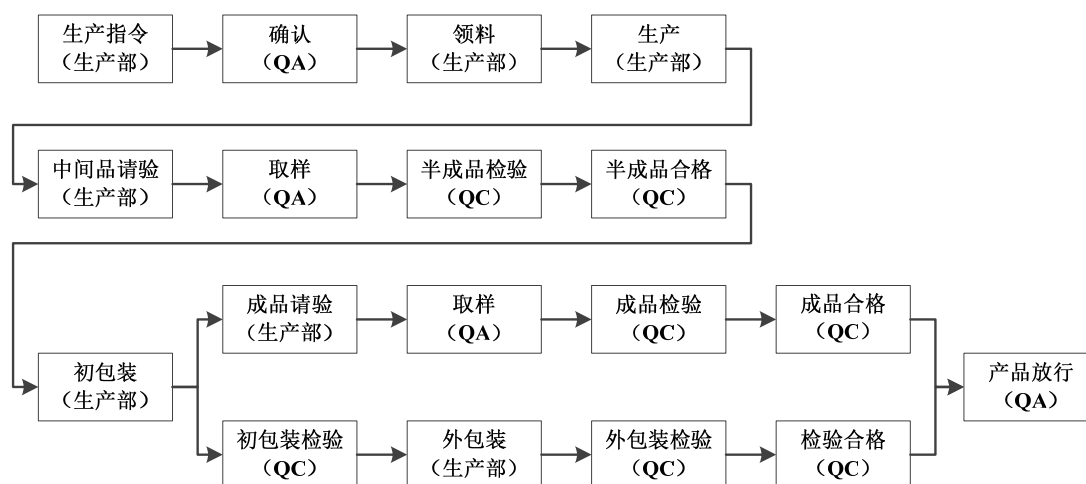 生产指令
（生产部）
确认
（QA）
领料
（生产部）
生产
（生产部）
中间品请验
（生产部）
取样
（QA）
半成品检验
（QC）
半成品合格
（QC）
初包装
（生产部）
成品请验
（生产部）
取样
（QA）
成品检验
（QC）
成品合格
（QC）
初包装检验
（QC）
外包装
（生产部）
外包装检验
（QC）
检验合格
（QC）
产品放行
（QA）